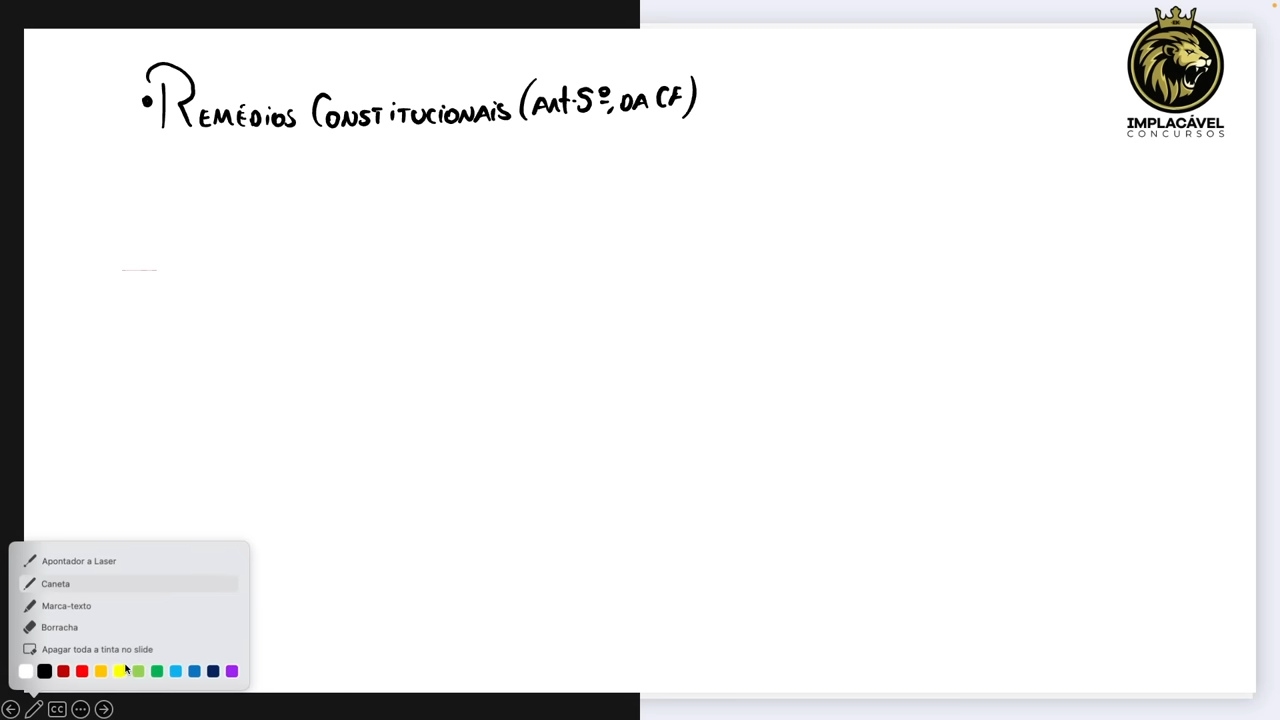 • Remédios Constitucionais (Art. 5º, da CF)
IMPLACÁVEL
CONCURSOS
Apontador a Laser
Caneta
Marca-texto
Borracha
Apagar toda a tinta no slide
CC